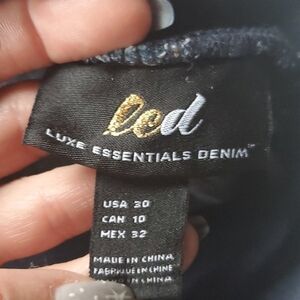 led
LUXE ESSENTIALS DENIM™
USA 30
CAN 10
MEX 32
MADE IN CHINA
FABRIQUÉ EN CHINE